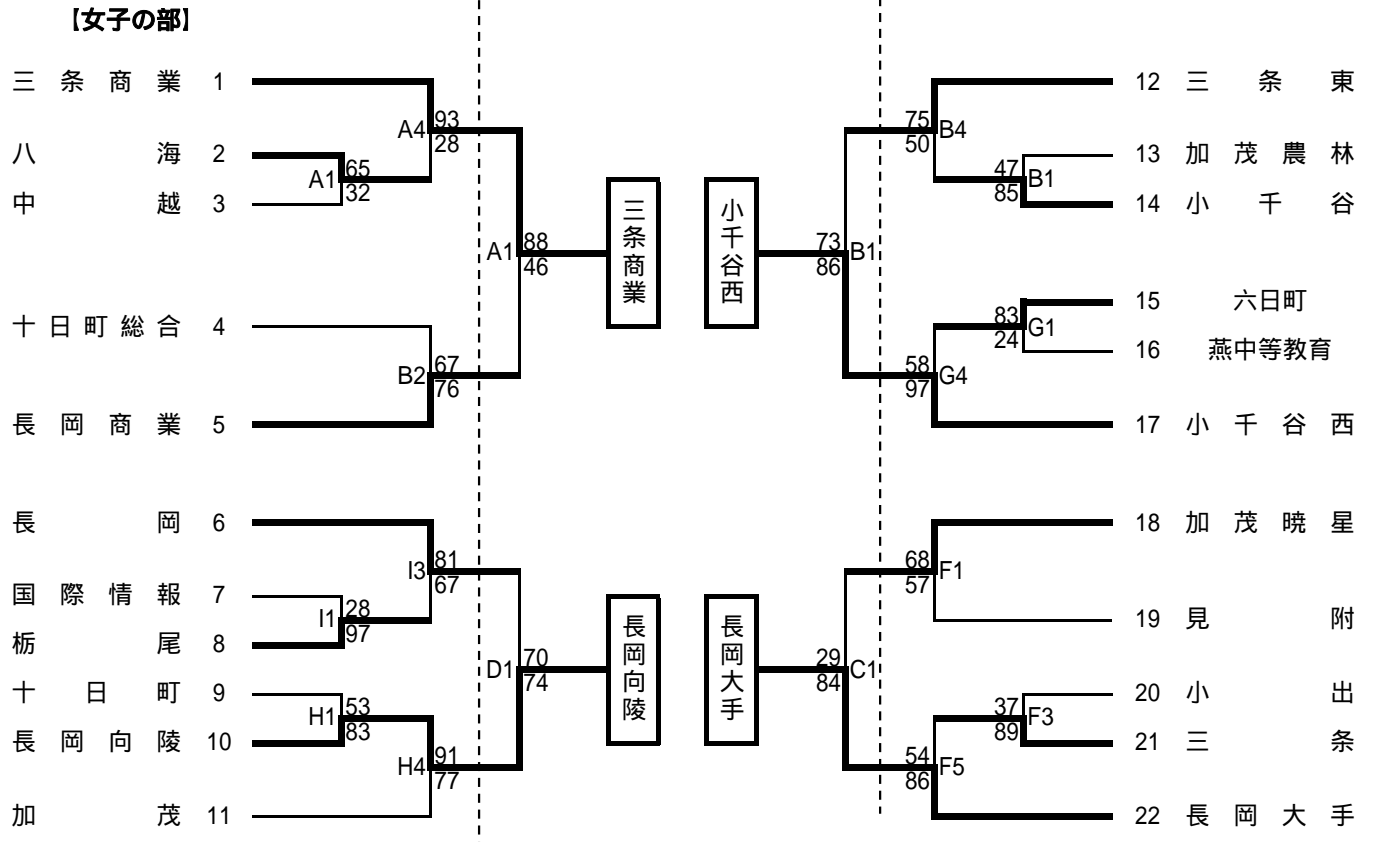 【女子の部】
三条商業 1
八海 2
中越 3
十日町総合 4
長岡商業 5
長岡 6
国際情報 7
栃尾 8
十日町 9
長岡向陵 10
加茂 11
A4 93
28
A1 65
32
A1 88
46
B2 67
76
I3 81
67
I1 28
97
D1 70
74
H1 53
83
H4 91
77
三条商業
長岡向陵
小千谷西
長岡大手
75 B4
50
47 B1
85
73 B1
86
83 G1
24
58 G4
97
68 F1
57
29 C1
84
37 F3
89
54 F5
86
12 三条東
13 加茂農林
14 小千谷
15 六日町
16 燕中等教育
17 小千谷西
18 加茂暁星
19 見附
20 小出
21 三条
22 長岡大手